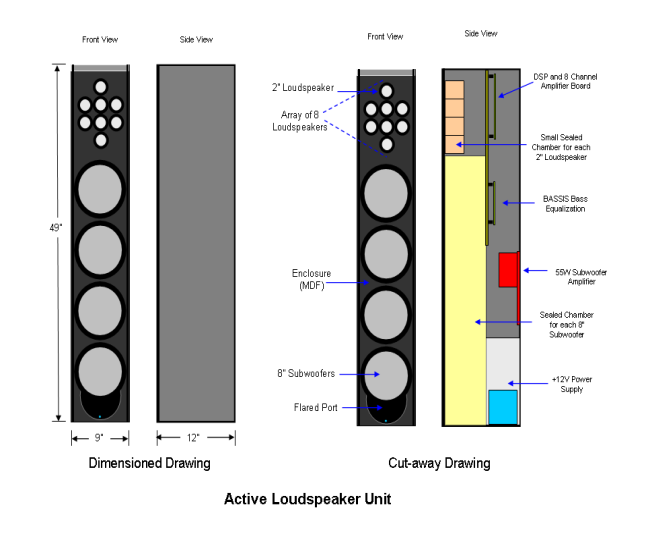 Front View
Side View
49"
9"
12"
Dimensioned Drawing
Front View
Side View
2" Loudspeaker
Array of 8
Loudspeakers
Enclosure
(MDF)
8" Subwoofers
Flared Port
DSP and 8 Channel
Amplifier Board
Small Sealed
Chamber for each
2" Loudspeaker
BASSIS Bass
Equalization
55W Subwoofer
Amplifier
Sealed Chamber
for each 8"
Subwoofer
+12V Power
Supply
Cut-away Drawing
Active Loudspeaker Unit